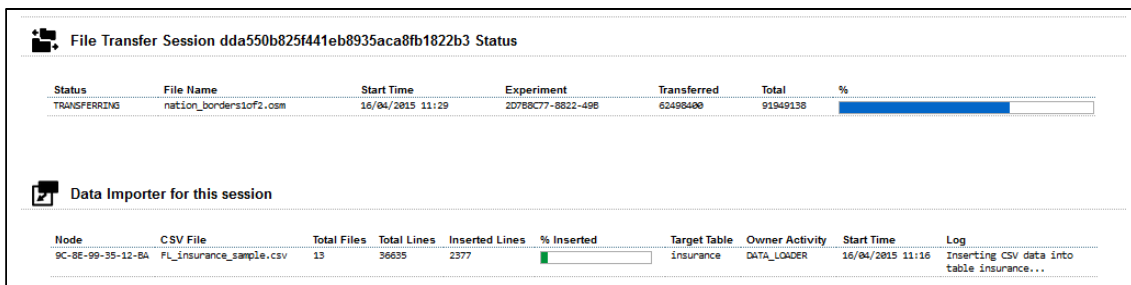 File Transfer Session dda550b825f441eb8935aca8fb1822b3 Status
Status File Name Start Time Experiment Transferred Total %
TRANSFERRING nation_borders1of2.osm 16/04/2015 11:29 2D7B8C77-8822-49B 62498400 91949138
Data Importer for this session
Node CSV File Total Files Total Lines Inserted Lines % Inserted Target Table Owner Activity Start Time Log
9C-8E-99-35-12-BA FL_insurance_sample.csv 13 36635 2377 insurance DATA_LOADER 16/04/2015 11:16 Inserting CSV data into
table insurance...